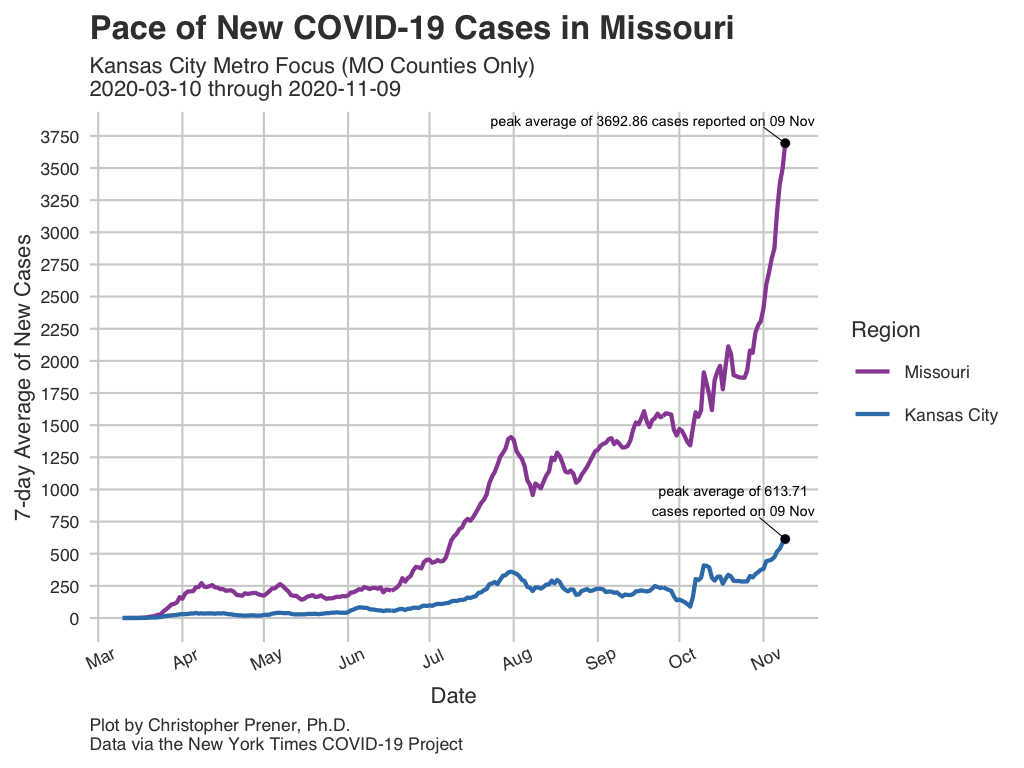 Pace of New COVID-19 Cases in Missouri
Kansas City Metro Focus (MO Counties Only)
2020-03-10 through 2020-11-09
peak average of 3692.86 cases reported on 09 Nov
3750
3500
3250
3000
2750
2500
2250
2000
1750
1500
1250
1000
750
500
250
0
7-day Average of New Cases
peak average of 613.71
cases reported on 09 Nov
Region
Missouri
Kansas City
Mar Apr May Jun Jul Aug Sep Oct Nov
Date
Plot by Christopher Prener, Ph.D.
Data via the New York Times COVID-19 Project